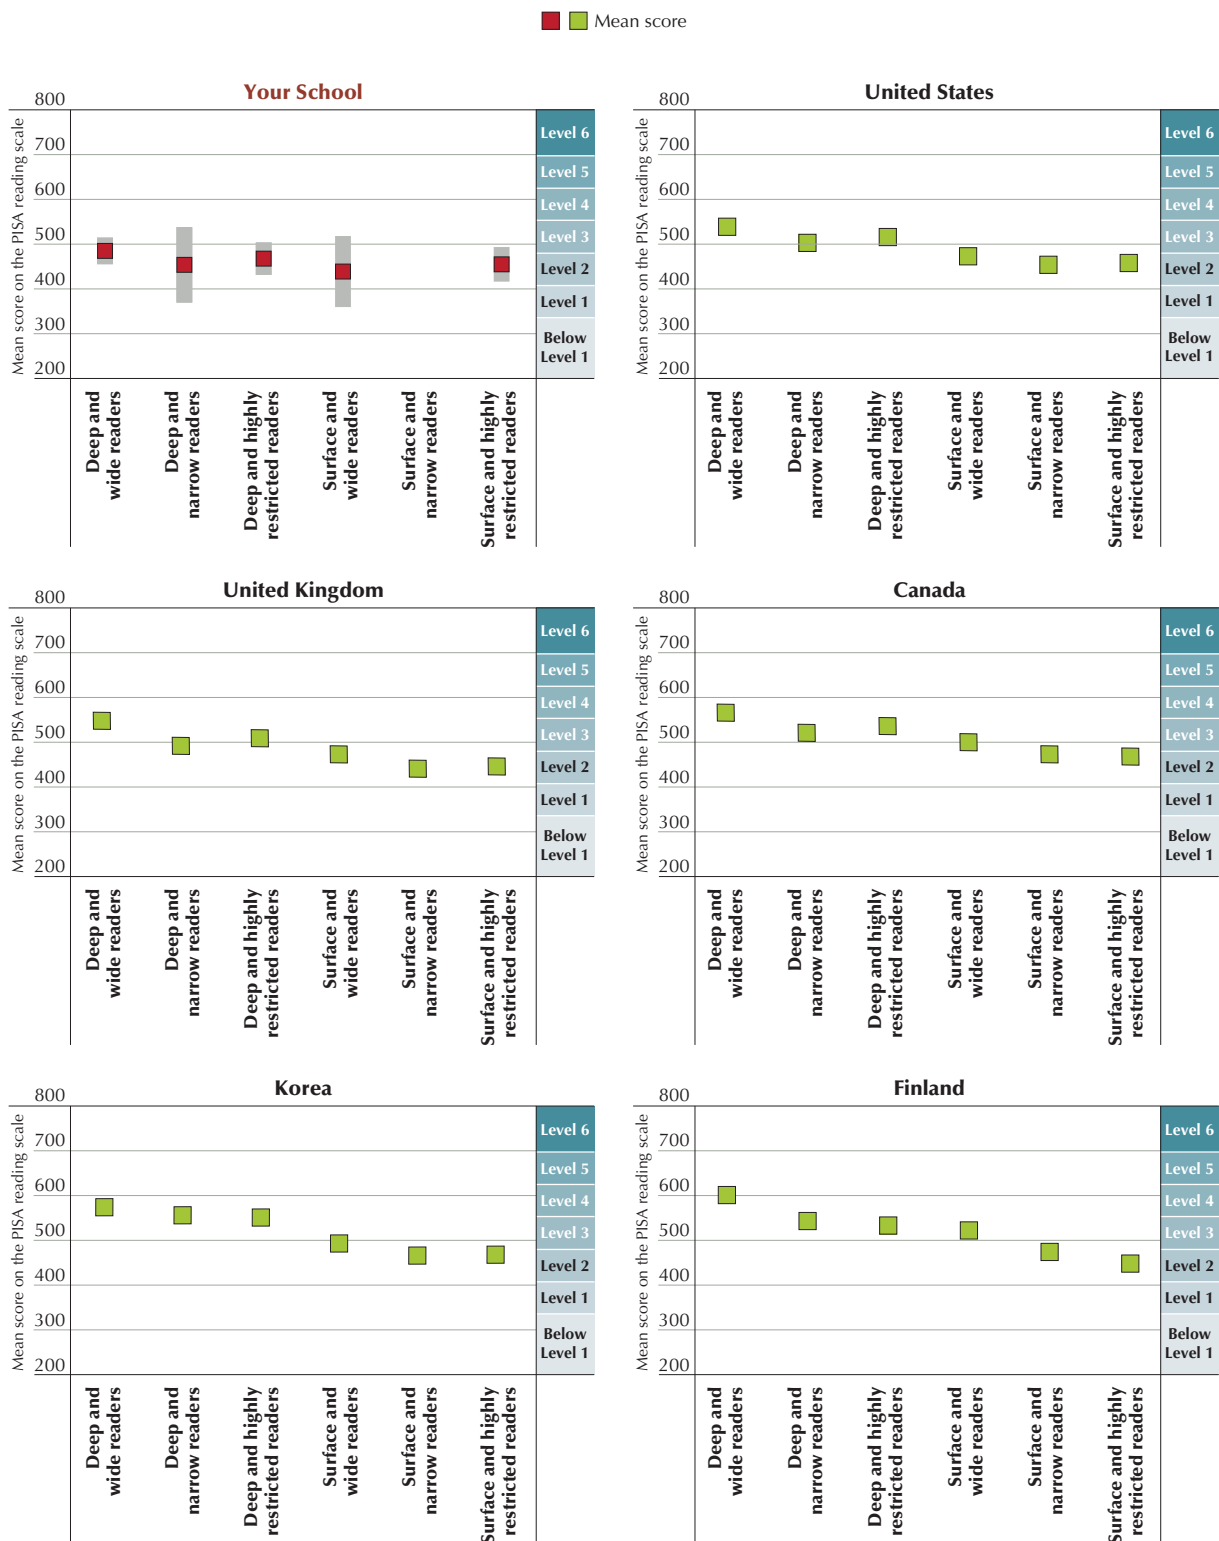 Mean score
Your School
Mean score on the PISA reading scale
800
700
600
500
400
300
200
Level 6
Level 5
Level 4
Level 3
Level 2
Level 1
Below
Level 1
Deep and
wide readers
Deep and
narrow readers
Deep and highly
restricted readers
Surface and
wide readers
Surface and
narrow readers
Surface and highly
restricted readers
United States
Mean score on the PISA reading scale
800
700
600
500
400
300
200
Level 6
Level 5
Level 4
Level 3
Level 2
Level 1
Below
Level 1
Deep and
wide readers
Deep and
narrow readers
Deep and highly
restricted readers
Surface and
wide readers
Surface and
narrow readers
Surface and highly
restricted readers
United Kingdom
Mean score on the PISA reading scale
800
700
600
500
400
300
200
Level 6
Level 5
Level 4
Level 3
Level 2
Level 1
Below
Level 1
Deep and
wide readers
Deep and
narrow readers
Deep and highly
restricted readers
Surface and
wide readers
Surface and
narrow readers
Surface and highly
restricted readers
Canada
Mean score on the PISA reading scale
800
700
600
500
400
300
200
Level 6
Level 5
Level 4
Level 3
Level 2
Level 1
Below
Level 1
Deep and
wide readers
Deep and
narrow readers
Deep and highly
restricted readers
Surface and
wide readers
Surface and
narrow readers
Surface and highly
restricted readers
Korea
Mean score on the PISA reading scale
800
700
600
500
400
300
200
Level 6
Level 5
Level 4
Level 3
Level 2
Level 1
Below
Level 1
Deep and
wide readers
Deep and
narrow readers
Deep and highly
restricted readers
Surface and
wide readers
Surface and
narrow readers
Surface and highly
restricted readers
Finland
Mean score on the PISA reading scale
800
700
600
500
400
300
200
Level 6
Level 5
Level 4
Level 3
Level 2
Level 1
Below
Level 1
Deep and
wide readers
Deep and
narrow readers
Deep and highly
restricted readers
Surface and
wide readers
Surface and
narrow readers
Surface and highly
restricted readers